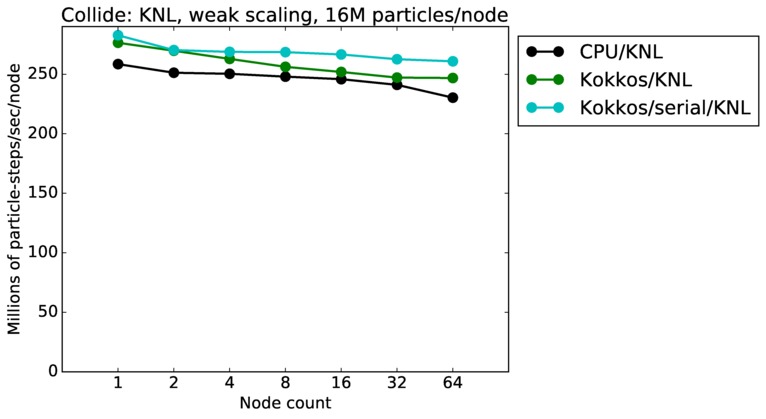 Collide: KNL, weak scaling, 16M particles/node
CPU/KNL
Kokkos/KNL
Kokkos/serial/KNL
Millions of particle-steps/sec/node
250
200
150
100
50
0
1 2 4 8 16 32 64
Node count